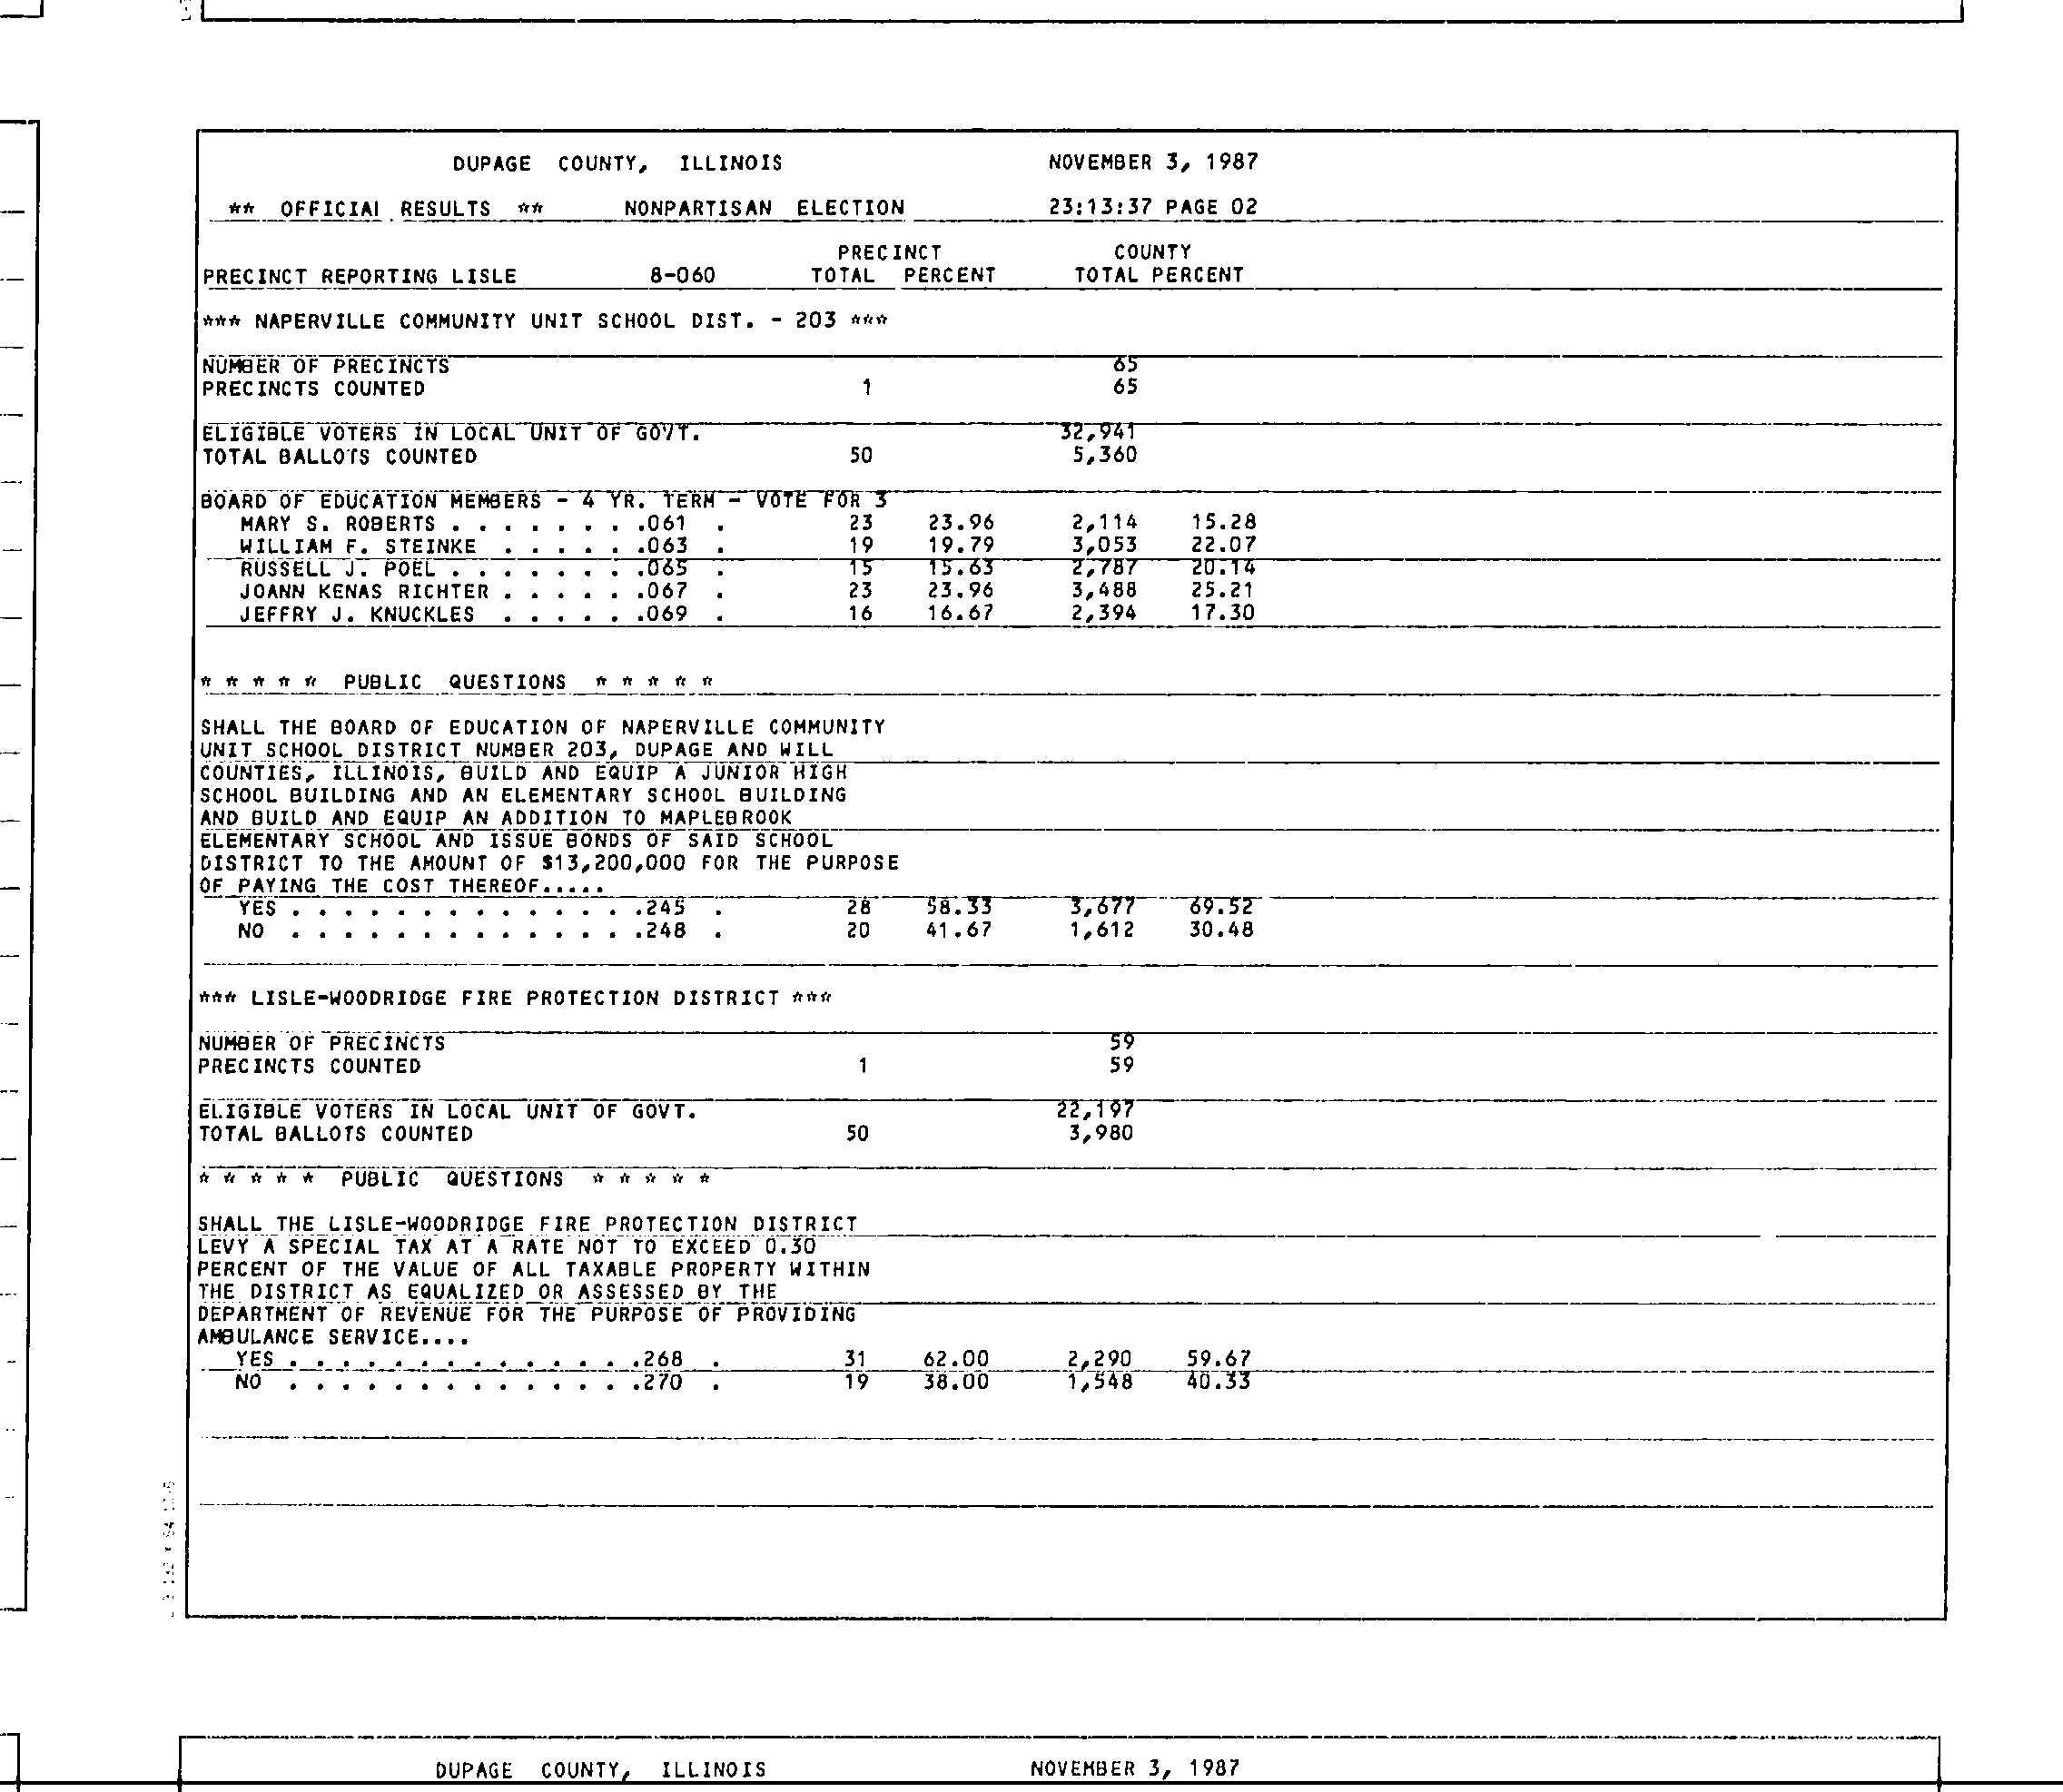 DUPAGE COUNTY, ILLINOIS NOVEMBER 3, 1987
** OFFICIAL RESULTS ** NONPARTISAN ELECTION 23:13:37 PAGE 02
PRECINCT COUNTY
PRECINCT REPORTING LISLE 8-060 TOTAL PERCENT TOTAL PERCENT
*** NAPERVILLE COMMUNITY UNIT SCHOOL DIST. - 203 ***
NUMBER OF PRECINCTS 65
PRECINCTS COUNTED 1 65
ELIGIBLE VOTERS IN LOCAL UNIT OF GOVT. 32,941
TOTAL BALLOTS COUNTED 50 5,360
BOARD OF EDUCATION MEMBERS - 4 YR. TERM - VOTE FOR 3
MARY S. ROBERTS . . . . . . . .061 . 23 23.96 2,114 15.28
WILLIAM F. STEINKE . . . . . .063 . 19 19.79 3,053 22.07
RUSSELL J. POEL . . . . . . . .065 . 15 15.63 2,787 20.14
JOANN KENAS RICHTER . . . . . .067 . 23 23.96 3,488 25.21
JEFFRY J. KNUCKLES . . . . . .069 . 16 16.67 2,394 17.30
* * * * * PUBLIC QUESTIONS * * * * *
SHALL THE BOARD OF EDUCATION OF NAPERVILLE COMMUNITY
UNIT SCHOOL DISTRICT NUMBER 203, DUPAGE AND WILL
COUNTIES, ILLINOIS, BUILD AND EQUIP A JUNIOR HIGH
SCHOOL BUILDING AND AN ELEMENTARY SCHOOL BUILDING
AND BUILD AND EQUIP AN ADDITION TO MAPLEBROOK
ELEMENTARY SCHOOL AND ISSUE BONDS OF SAID SCHOOL
DISTRICT TO THE AMOUNT OF $13,200,000 FOR THE PURPOSE
OF PAYING THE COST THEREOF.....
YES . . . . . . . . . . . . . .245 . 28 58.33 3,677 69.52
NO . . . . . . . . . . . . . .248 . 20 41.67 1,612 30.48
*** LISLE-WOODRIDGE FIRE PROTECTION DISTRICT ***
NUMBER OF PRECINCTS 59
PRECINCTS COUNTED 1 59
ELIGIBLE VOTERS IN LOCAL UNIT OF GOVT. 22,197
TOTAL BALLOTS COUNTED 50 3,980
* * * * * PUBLIC QUESTIONS * * * * *
SHALL THE LISLE-WOODRIDGE FIRE PROTECTION DISTRICT
LEVY A SPECIAL TAX AT A RATE NOT TO EXCEED 0.30
PERCENT OF THE VALUE OF ALL TAXABLE PROPERTY WITHIN
THE DISTRICT AS EQUALIZED OR ASSESSED BY THE
DEPARTMENT OF REVENUE FOR THE PURPOSE OF PROVIDING
AMBULANCE SERVICE....
YES . . . . . . . . . . . . . .268 . 31 62.00 2,290 59.67
NO . . . . . . . . . . . . . .270 . 19 38.00 1,548 40.33
DUPAGE COUNTY, ILLINOIS NOVEMBER 3, 1987